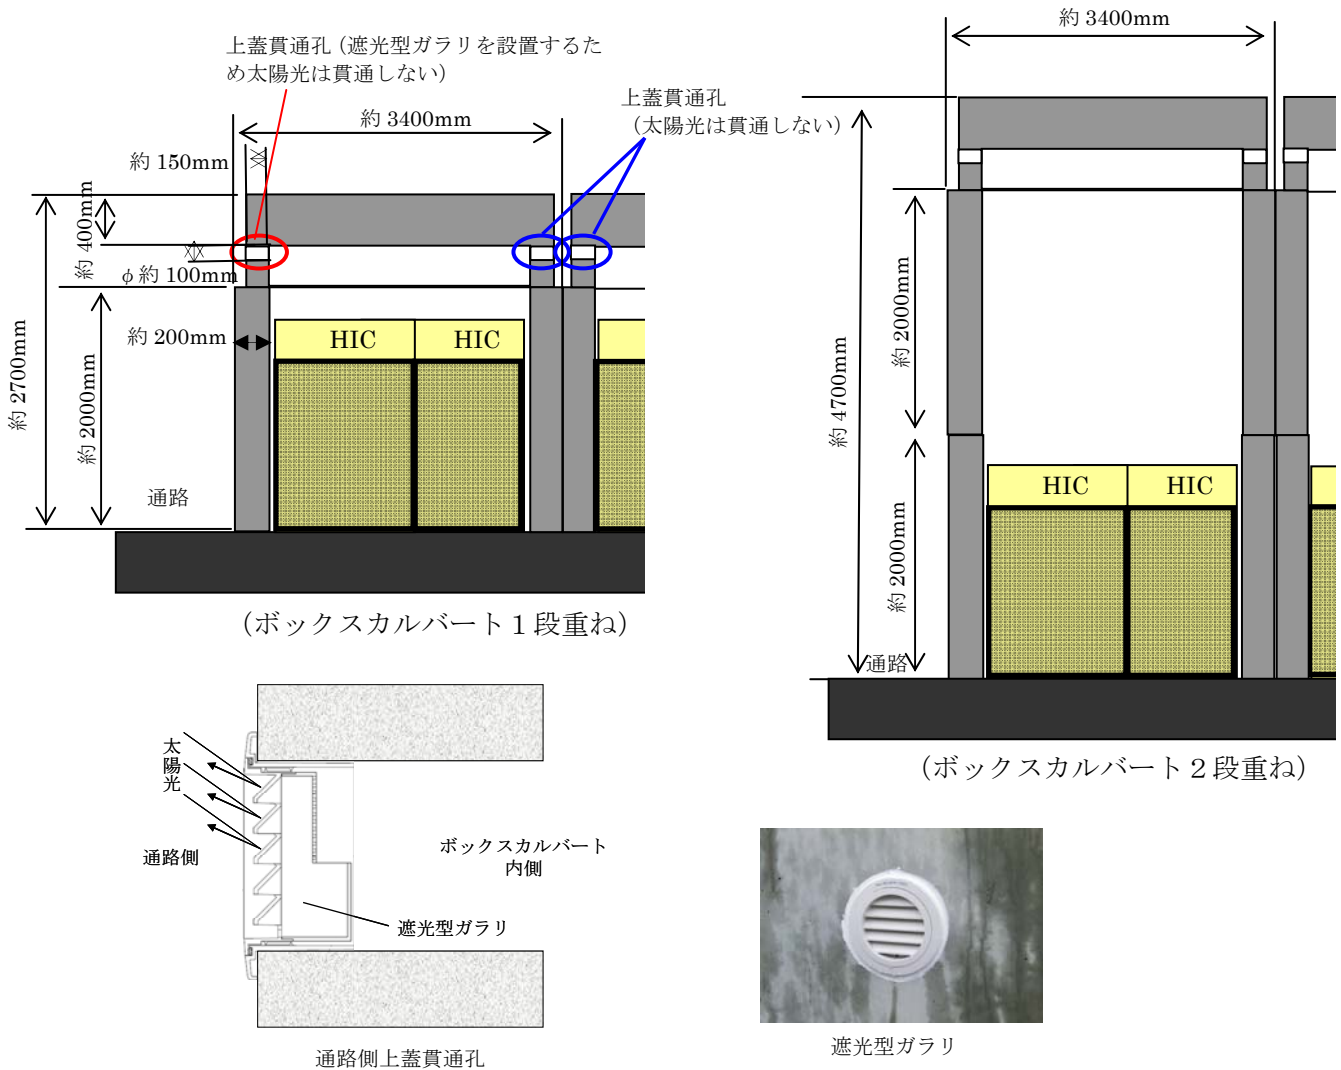 上蓋貫通孔（遮光型ガラリを設置するた
め太陽光は貫通しない）
上蓋貫通孔
（太陽光は貫通しない）
約 3400mm
約 150mm
約 400mm
φ約 100mm
約 200mm
約 2700mm
約 2000mm
HIC
HIC
通路
（ボックスカルバート１段重ね）
約 3400mm
約 4700mm
約 2000mm
約 2000mm
HIC
HIC
通路
（ボックスカルバート２段重ね）
太陽光
通路側
ボックスカルバート
内側
遮光型ガラリ
通路側上蓋貫通孔
遮光型ガラリ